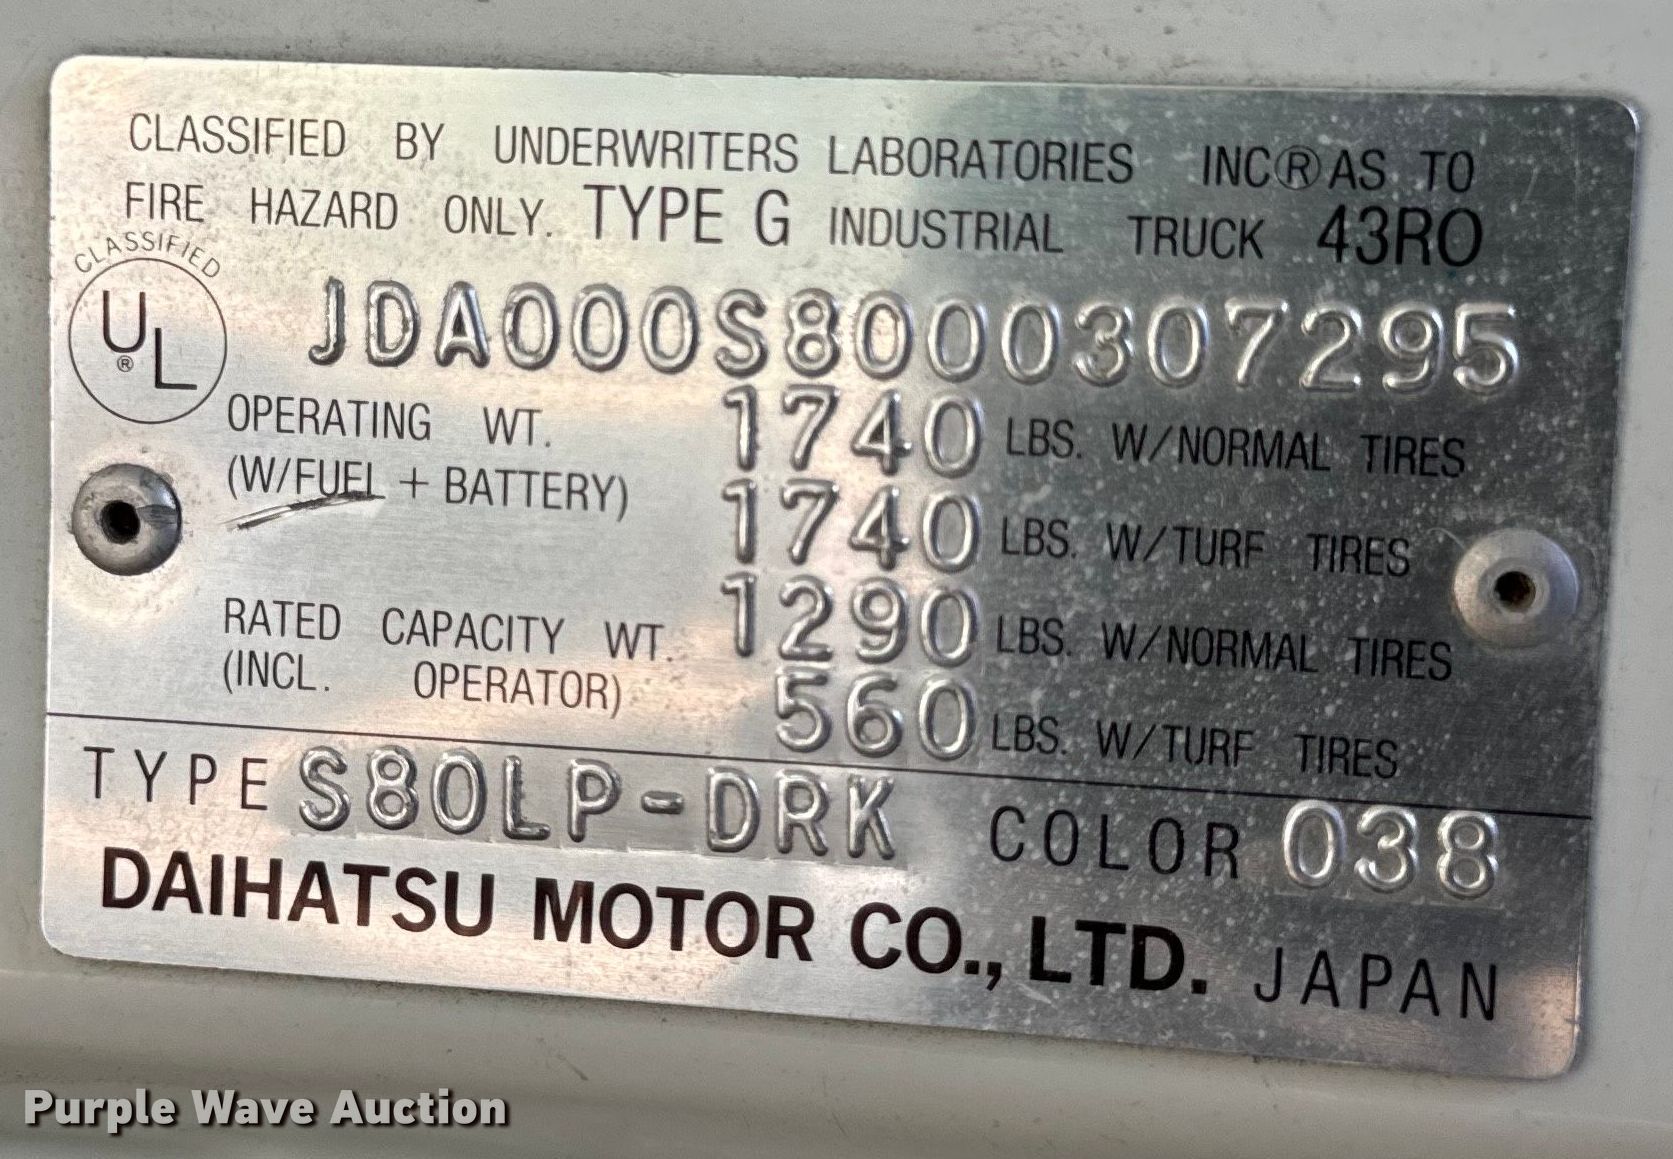 CLASSIFIED BY UNDERWRITERS LABORATORIES INC®AS TO
FIRE HAZARD ONLY. TYPE G INDUSTRIAL TRUCK 43RO
CLASSIFIED
UL®
JDA000S8000307295
OPERATING WT. 1740 LBS. W/NORMAL TIRES
(W/FUEL + BATTERY) 1740 LBS. W/TURF TIRES
RATED CAPACITY WT. 1290 LBS. W/NORMAL TIRES
(INCL. OPERATOR) 560 LBS. W/TURF TIRES
TYPE S80LP-DRK COLOR 038
DAIHATSU MOTOR CO., LTD. JAPAN
Purple Wave Auction